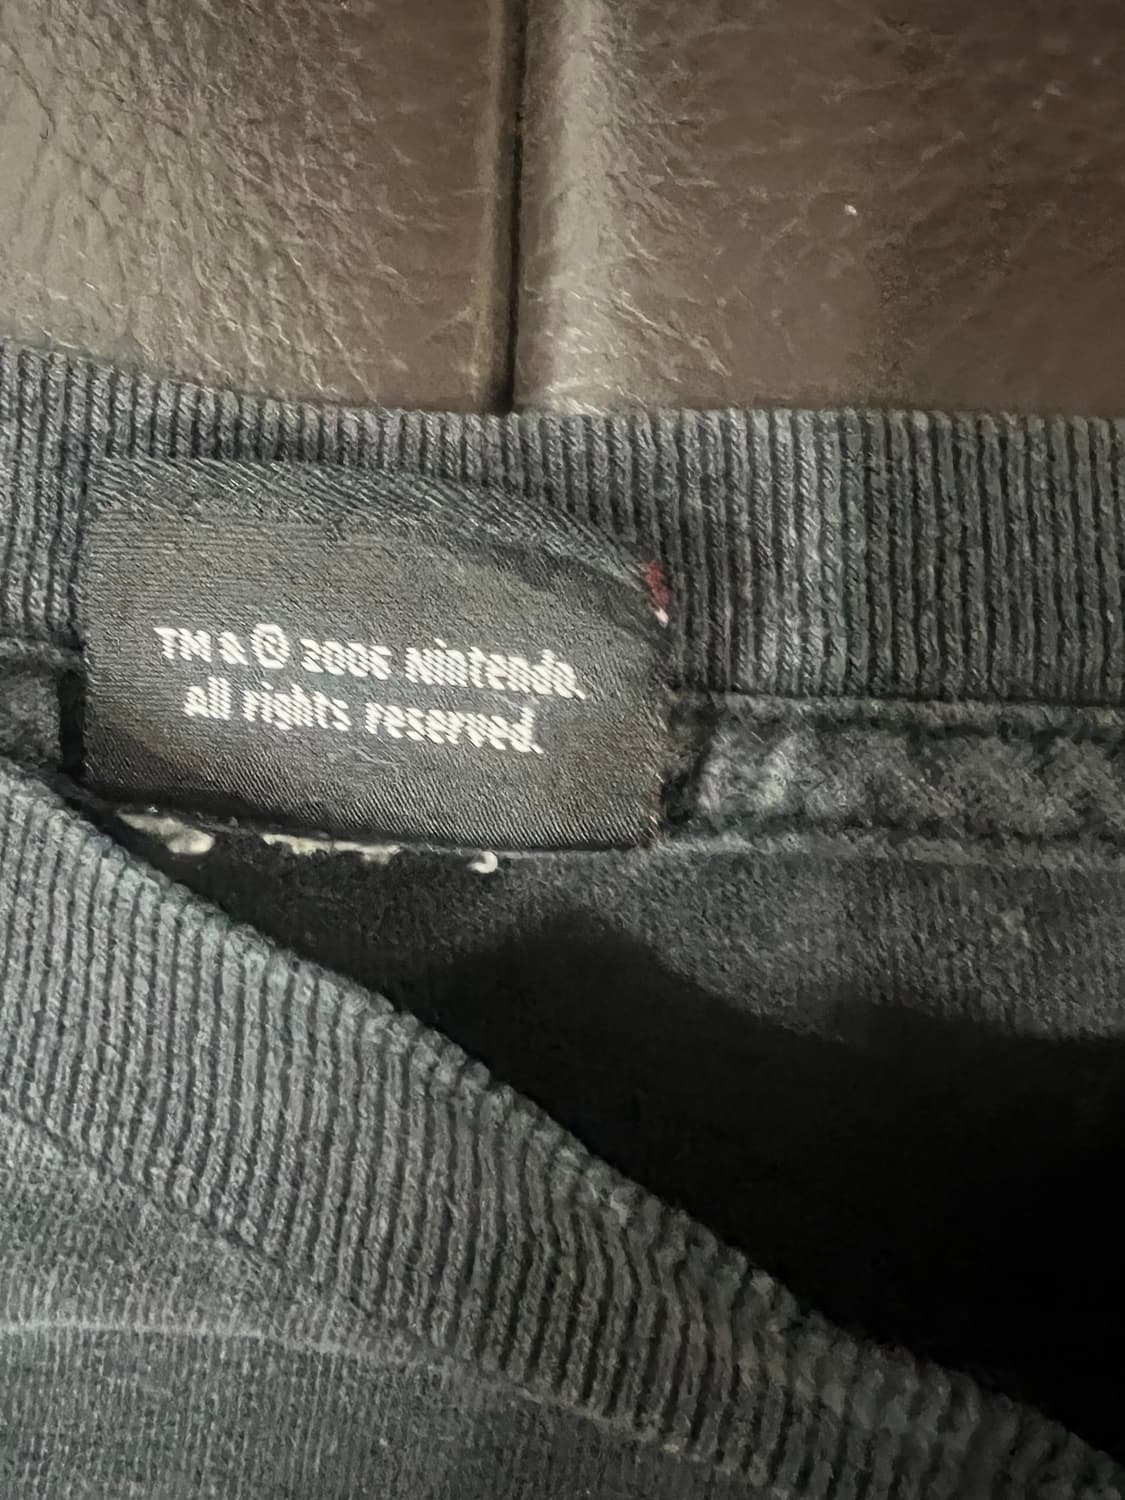 TM & © 2006 Nintendo.
all rights reserved.